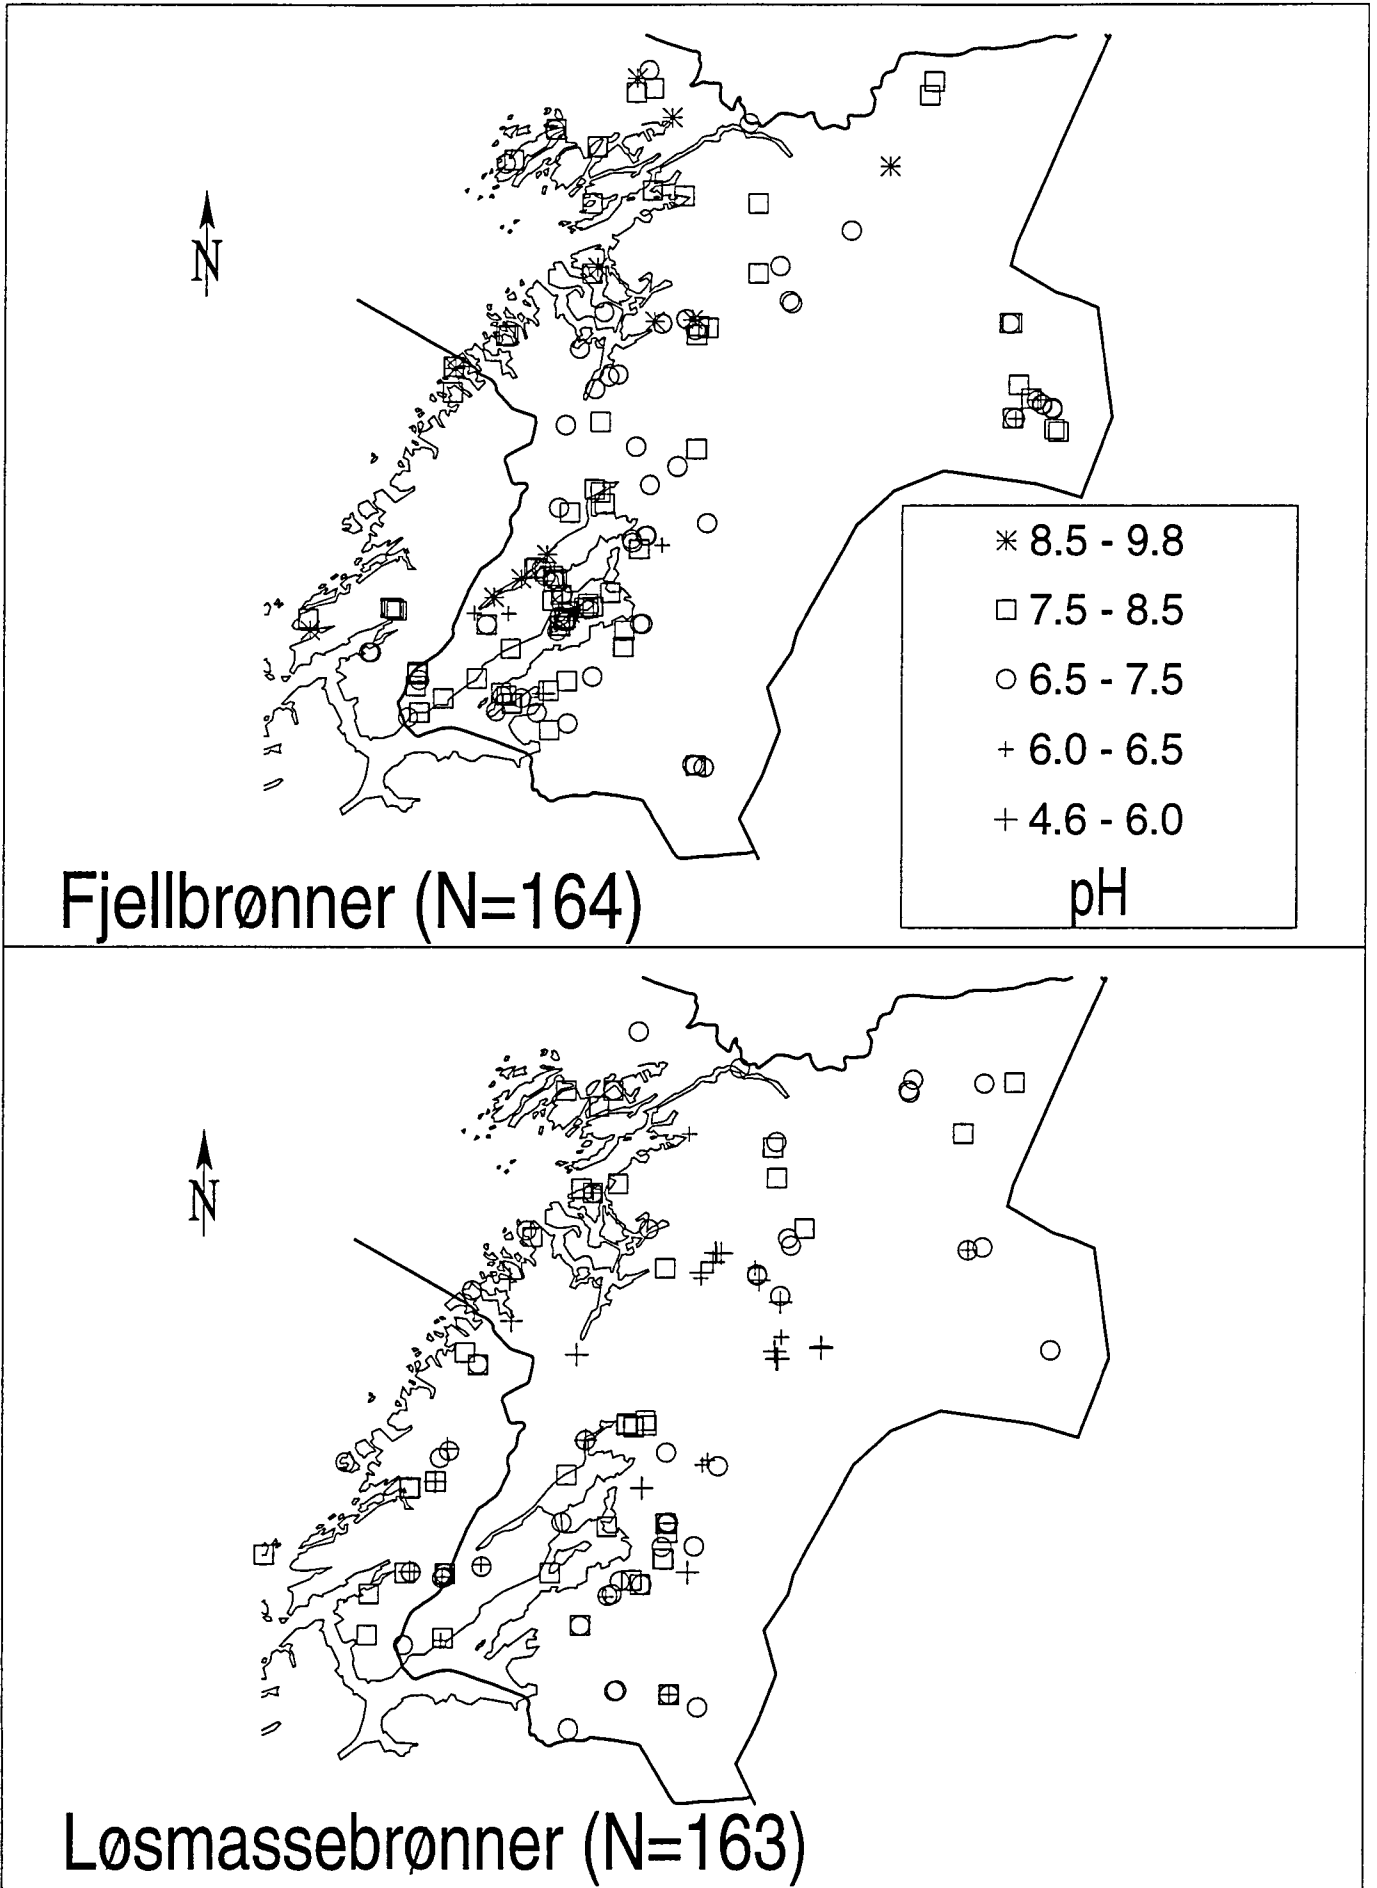 N
8.5 - 9.8
7.5 - 8.5
6.5 - 7.5
6.0 - 6.5
4.6 - 6.0
pH
Fjellbrønner (N=164)
N
Løsmassebrønner (N=163)